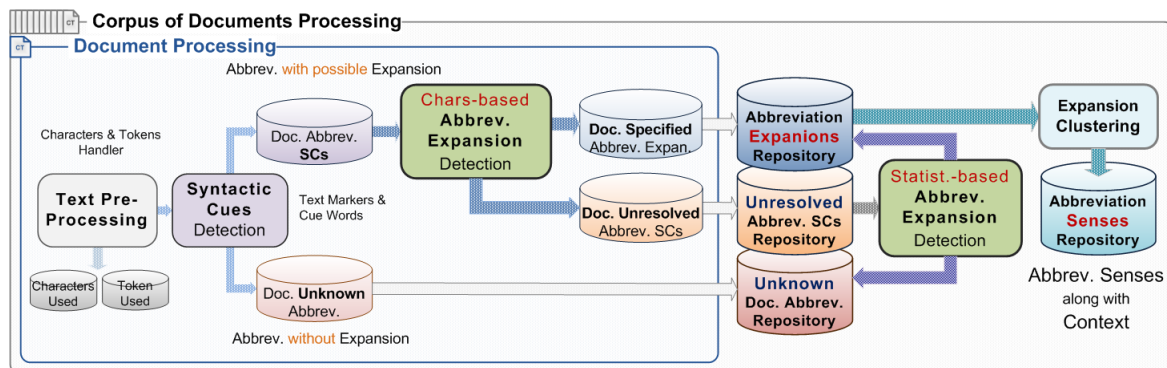 CT
Corpus of Documents Processing
CT
Document Processing
Abbrev. with possible Expansion
Characters & Tokens
Handler
Text Pre-
Processing
Characters
Used
Token
Used
Syntactic
Cues
Detection
Text Markers &
Cue Words
Doc. Abbrev.
SCs
Doc. Unknown
Abbrev.
Abbrev. without Expansion
Chars-based
Abbrev.
Expansion
Detection
Doc. Specified
Abbrev. Expan.
Doc. Unresolved
Abbrev. SCs
Abbreviation
Expanions
Repository
Unresolved
Abbrev. SCs
Repository
Unknown
Doc. Abbrev.
Repository
Statist.-based
Abbrev.
Expansion
Detection
Expansion
Clustering
Abbreviation
Senses
Repository
Abbrev. Senses
along with
Context